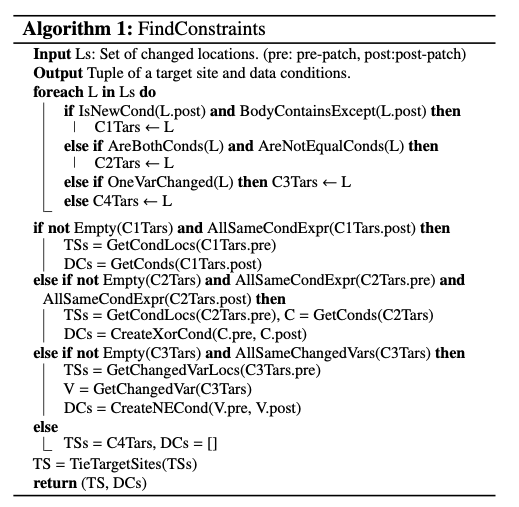 Algorithm 1: FindConstraints
Input Ls: Set of changed locations. (pre: pre-patch, post:post-patch)
Output Tuple of a target site and data conditions.
foreach L in Ls do
if IsNewCond(L.post) and BodyContainsExcept(L.post) then
C1Tars ← L
else if AreBothConds(L) and AreNotEqualConds(L) then
C2Tars ← L
else if OneVarChanged(L) then C3Tars ← L
else C4Tars ← L
if not Empty(C1Tars) and AllSameCondExpr(C1Tars.post) then
TSs = GetCondLocs(C1Tars.pre)
DCs = GetConds(C1Tars.post)
else if not Empty(C2Tars) and AllSameCondExpr(C2Tars.pre) and
AllSameCondExpr(C2Tars.post) then
TSs = GetCondLocs(C2Tars.pre), C = GetConds(C2Tars)
DCs = CreateXorCond(C.pre, C.post)
else if not Empty(C3Tars) and AllSameChangedVars(C3Tars) then
TSs = GetChangedVarLocs(C3Tars.pre)
V = GetChangedVar(C3Tars)
DCs = CreateNECond(V.pre, V.post)
else
TSs = C4Tars, DCs = []
TS = TieTargetSites(TSs)
return (TS, DCs)